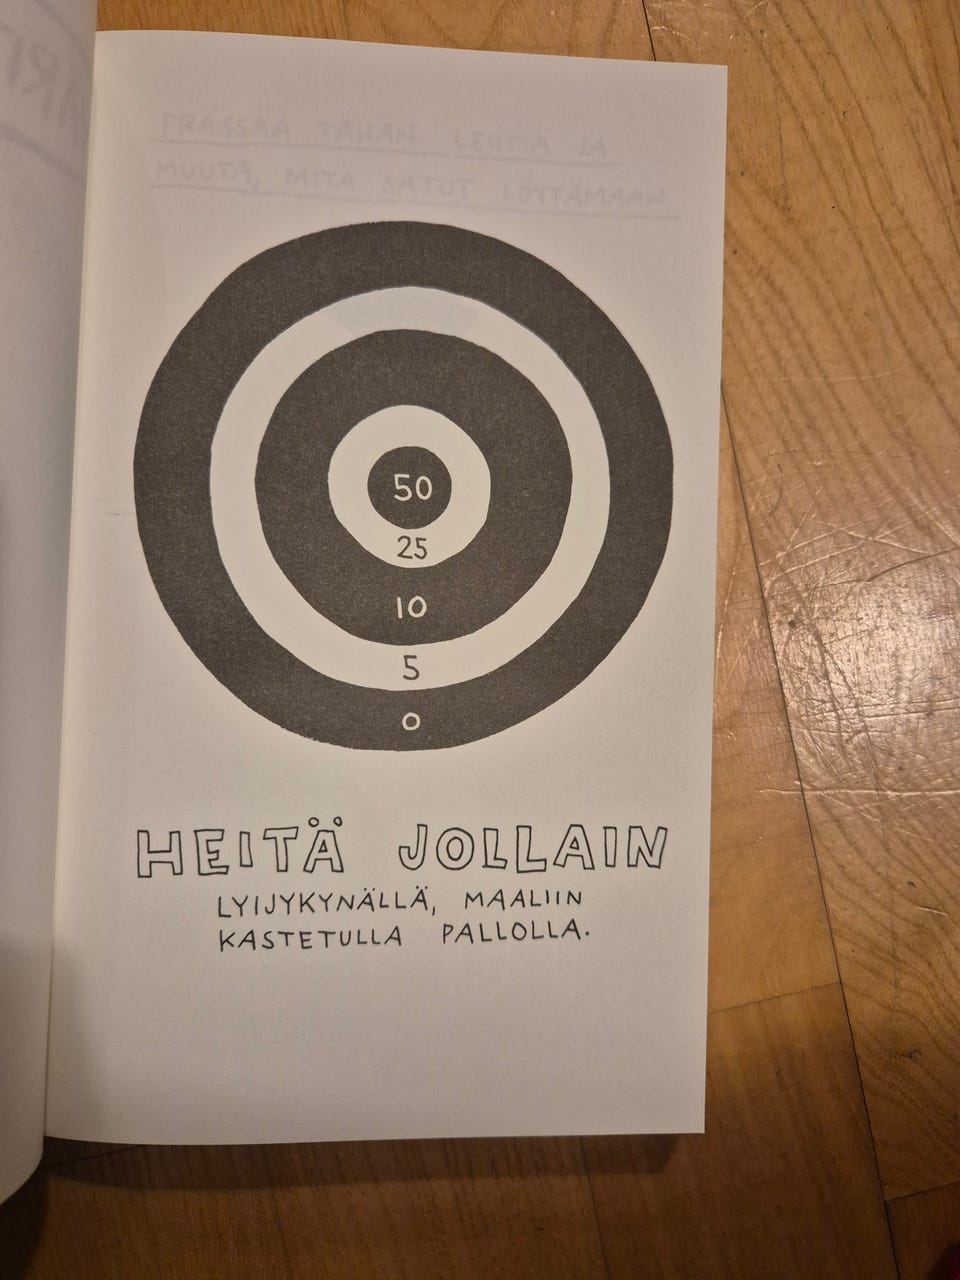 PRÄSSÄÄ TÄHÄN LEHTIÄ JA
MUUTA, MITÄ SATUT LÖYTÄMÄÄN
50
25
10
5
0
HEITÄ JOLLAIN
LYIJYKYNÄLLÄ, MAALIIN
KASTETULLA PALLOLLA.